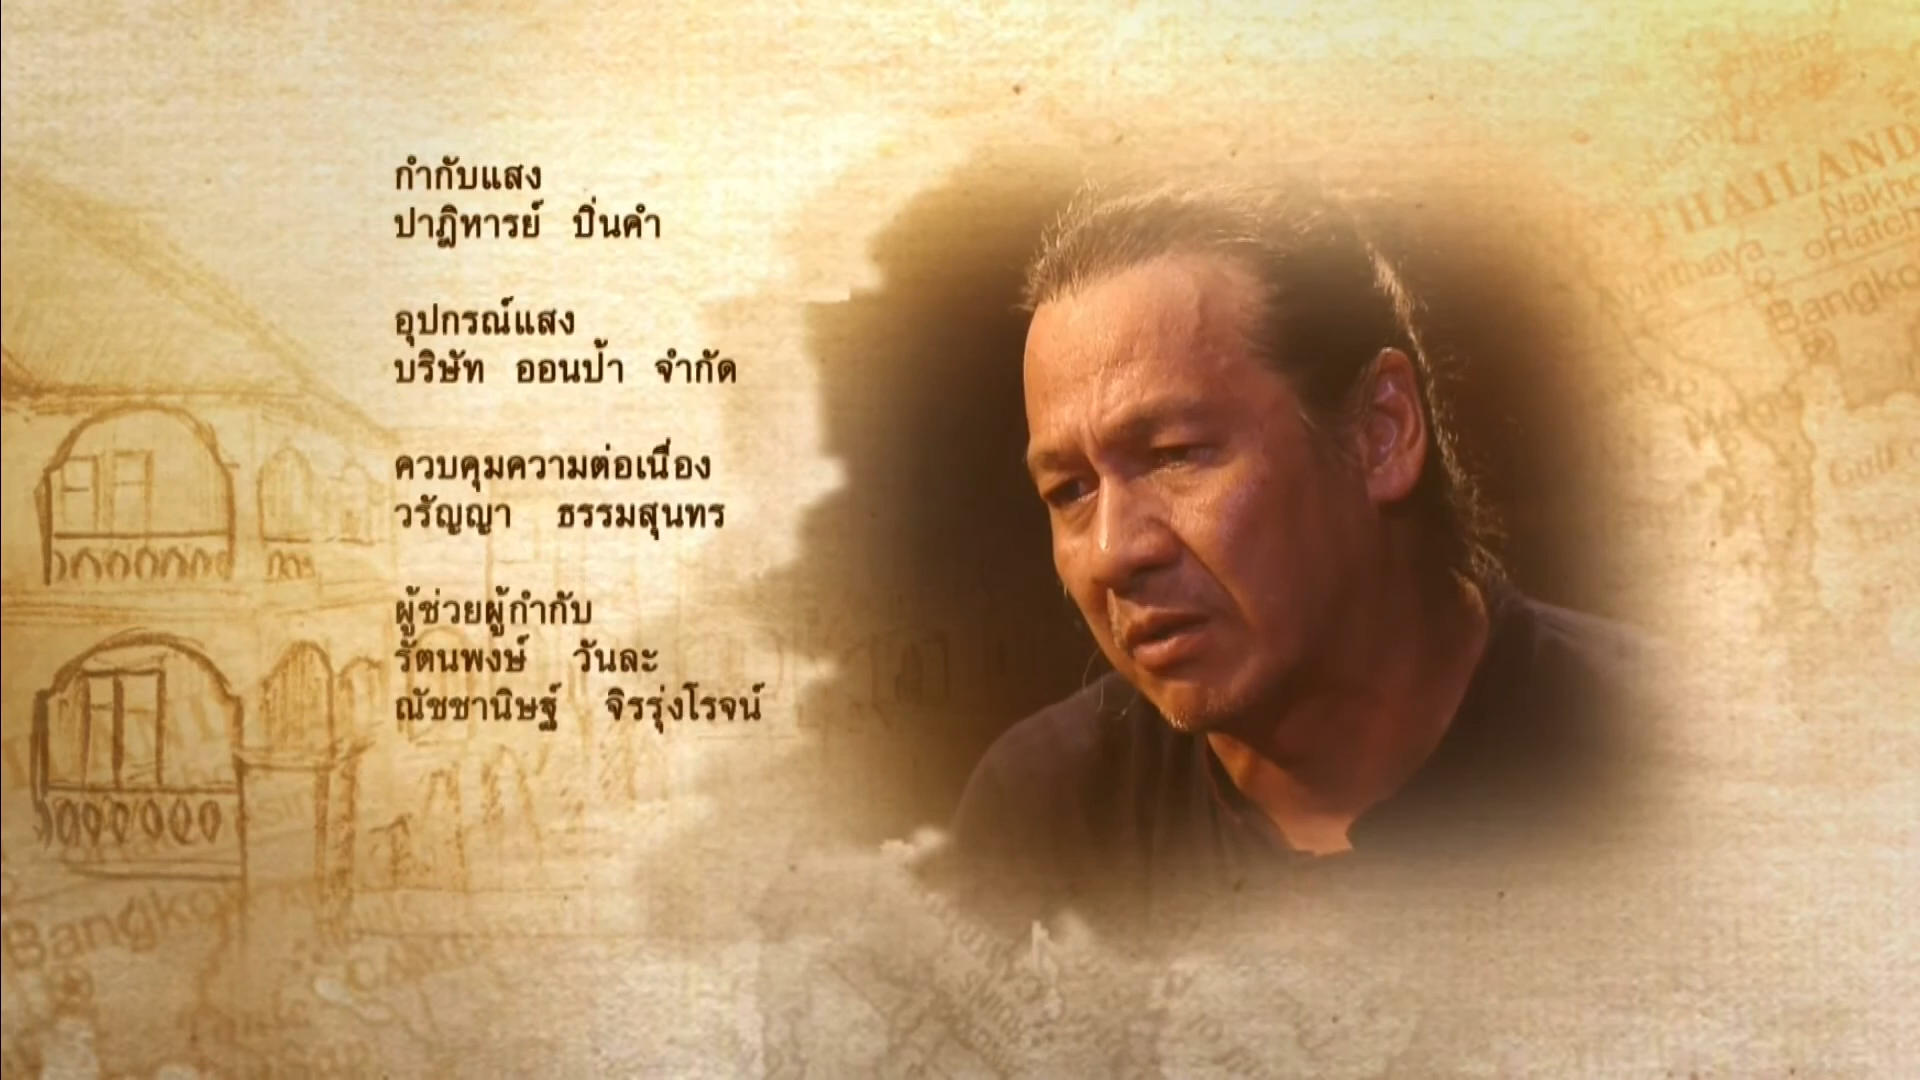 กำกับแสง
ปาฏิหารย์ ปิ่นคำ
อุปกรณ์แสง
บริษัท ออนป้า จำกัด
ควบคุมความต่อเนื่อง
วรัญญา ธรรมสุนทร
ผู้ช่วยผู้กำกับ
รัตนพงษ์ วันละ
ณัชชานิษฐ์ จิรรุ่งโรจน์
THAILAND
Bangkok